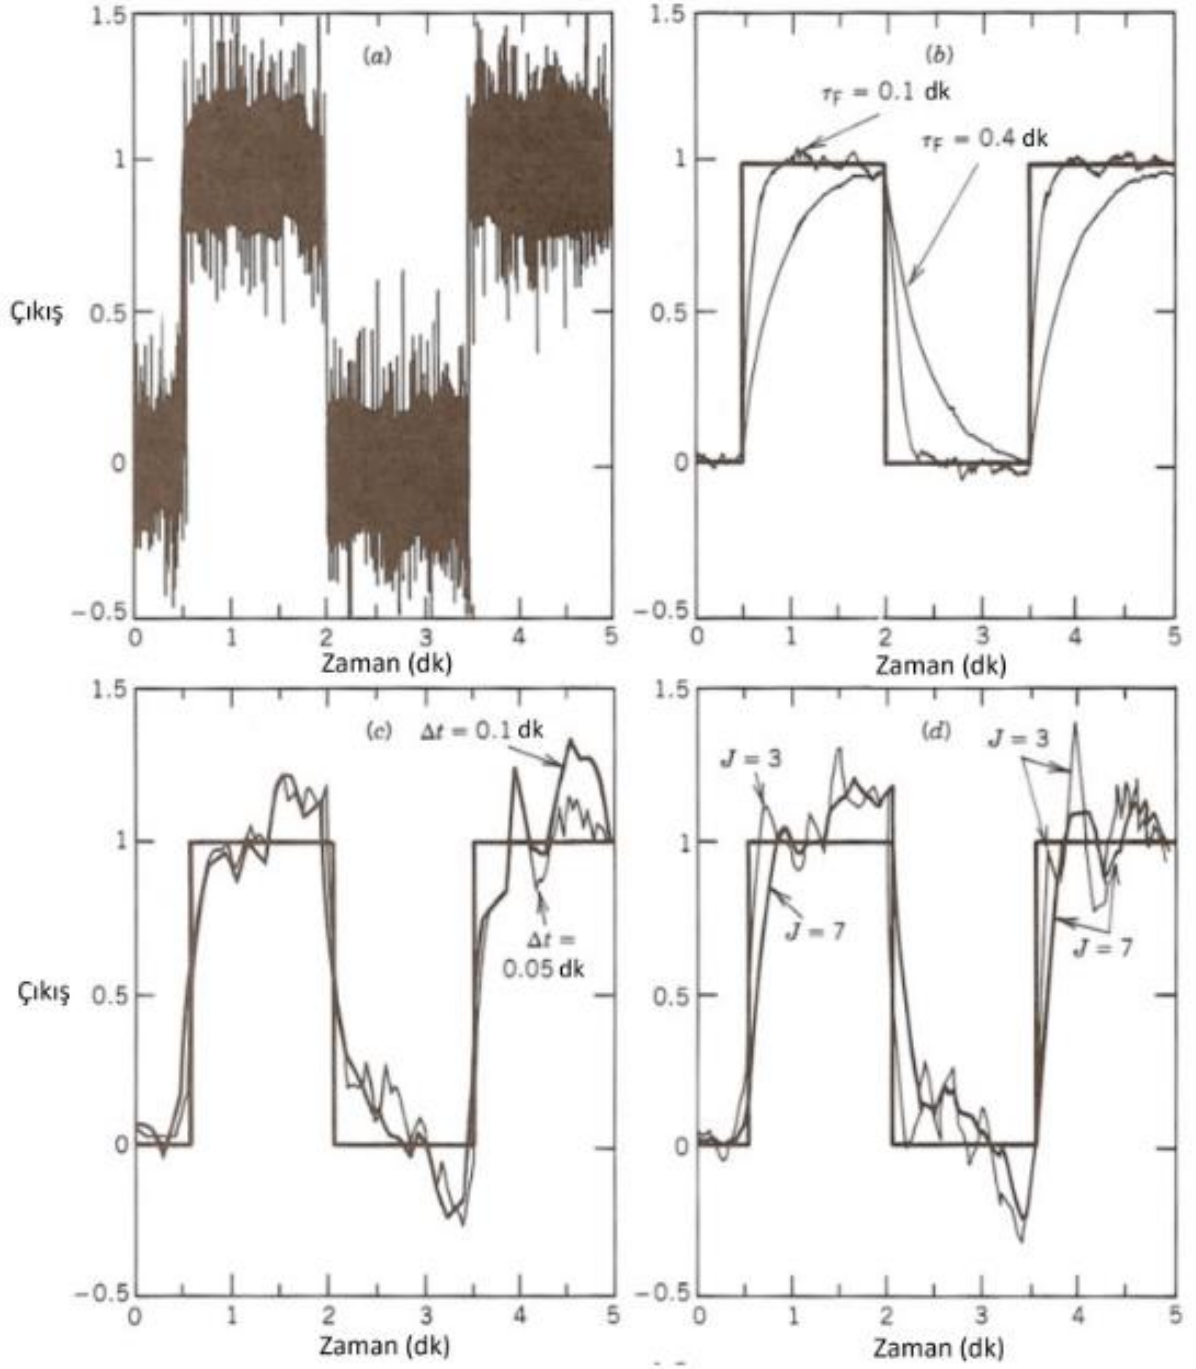 1.5
(a)
1
0.5
Çıkış
0
−0.5
0 1 2 3 4 5
Zaman (dk)
1.5
(b)
τF = 0.1 dk
τF = 0.4 dk
1
0.5
0
−0.5
0 1 2 3 4 5
Zaman (dk)
1.5
(c) Δt = 0.1 dk
1
Δt =
0.05 dk
0.5
Çıkış
0
−0.5
0 1 2 3 4 5
Zaman (dk)
1.5
(d)
J = 3
J = 3
1
J = 7
J = 7
0.5
0
−0.5
0 1 2 3 4 5
Zaman (dk)